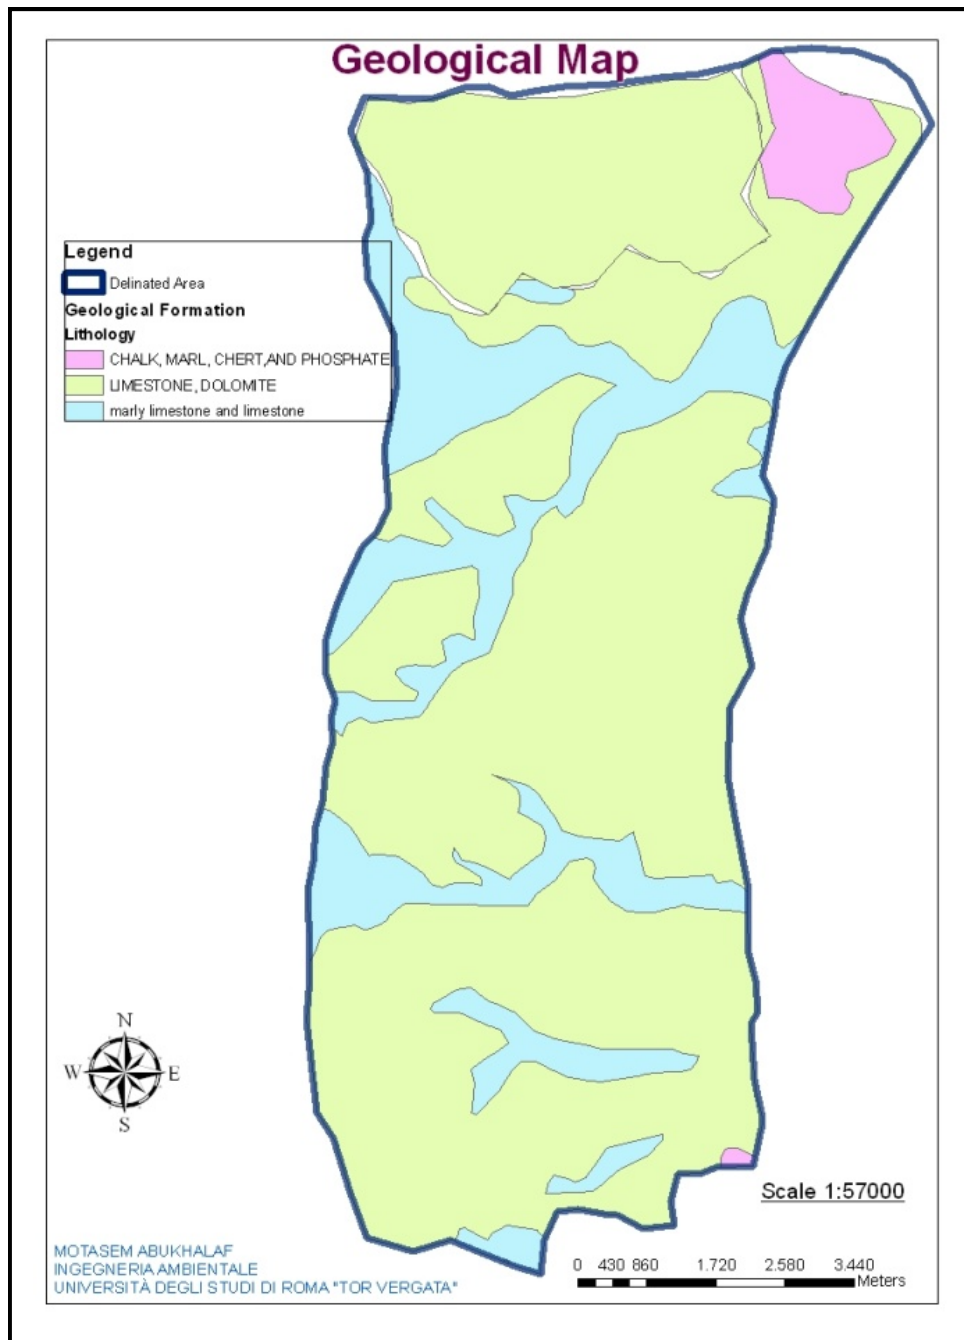 Geological Map
Legend
Delinated Area
Geological Formation
Lithology
CHALK, MARL, CHERT,AND PHOSPHATE
LIMESTONE, DOLOMITE
marly limestone and limestone
N
W E
S
Scale 1:57000
MOTASEM ABUKHALAF
INGEGNERIA AMBIENTALE
UNIVERSITÀ DEGLI STUDI DI ROMA "TOR VERGATA"
0 430 860 1.720 2.580 3.440
Meters